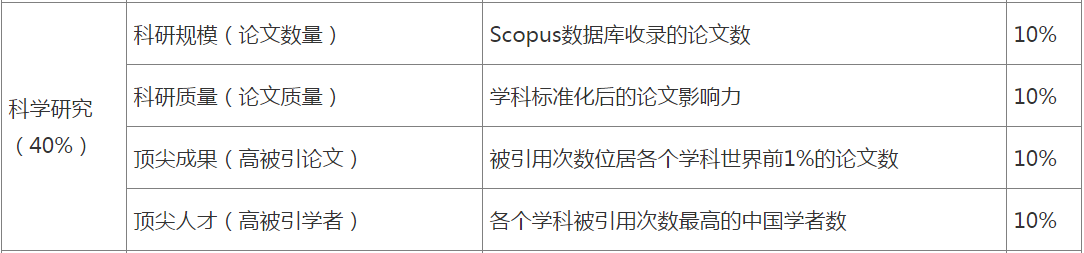 科研规模（论文数量） Scopus数据库收录的论文数 10%
科研质量（论文质量） 学科标准化后的论文影响力 10%
科学研究
（40%）
顶尖成果（高被引论文） 被引用次数位居各个学科世界前1%的论文数 10%
顶尖人才（高被引学者） 各个学科被引用次数最高的中国学者数 10%